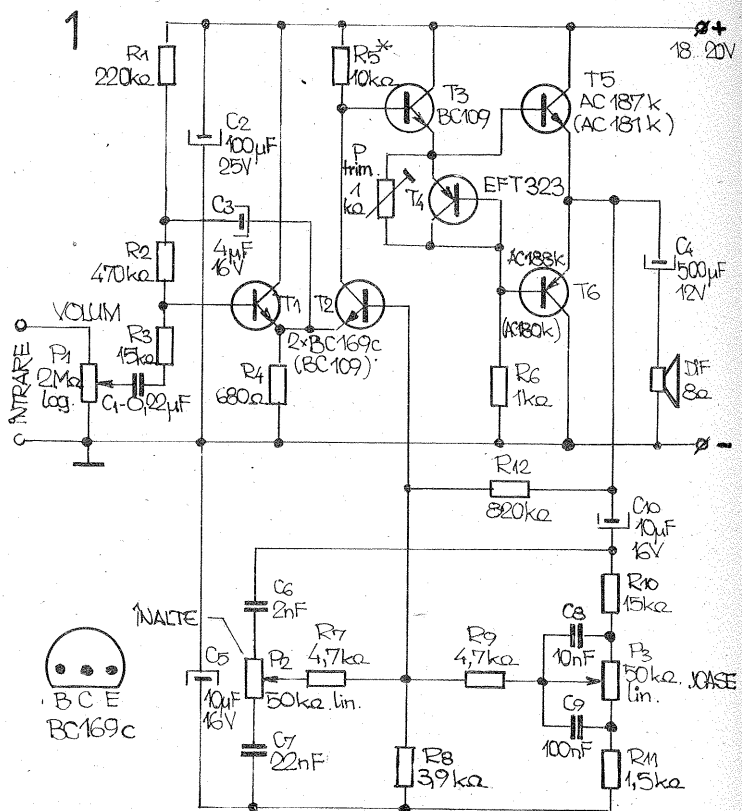 1
+
18..20V
R1
220kΩ
C2
100µF
25V
R5*
10kΩ
T3
BC109
T5
AC187k
(AC181k)
P
trim.
1
kΩ
T4
EFT323
C3
4µF
16V
R2
470kΩ
VOLUM
R3
15kΩ
INTRARE
P1
2MΩ
log.
C1-0,22µF
T1
T2
2×BC169c
(BC109)
R4
680Ω
AC188k
T6
(AC180k)
R6
1kΩ
C4
500µF
12V
DIF
8Ω
-
R12
820kΩ
C10
10µF
16V
C6
2nF
ÎNALTE
P2
50kΩ.lin.
R7
4,7kΩ
R9
4,7kΩ
C8
10nF
R10
15kΩ
P3
50kΩ.
lin.
JOASE
C9
100nF
R11
1,5kΩ
C5
10µF
16V
C7
22nF
R8
3,9kΩ
B C E
BC169c